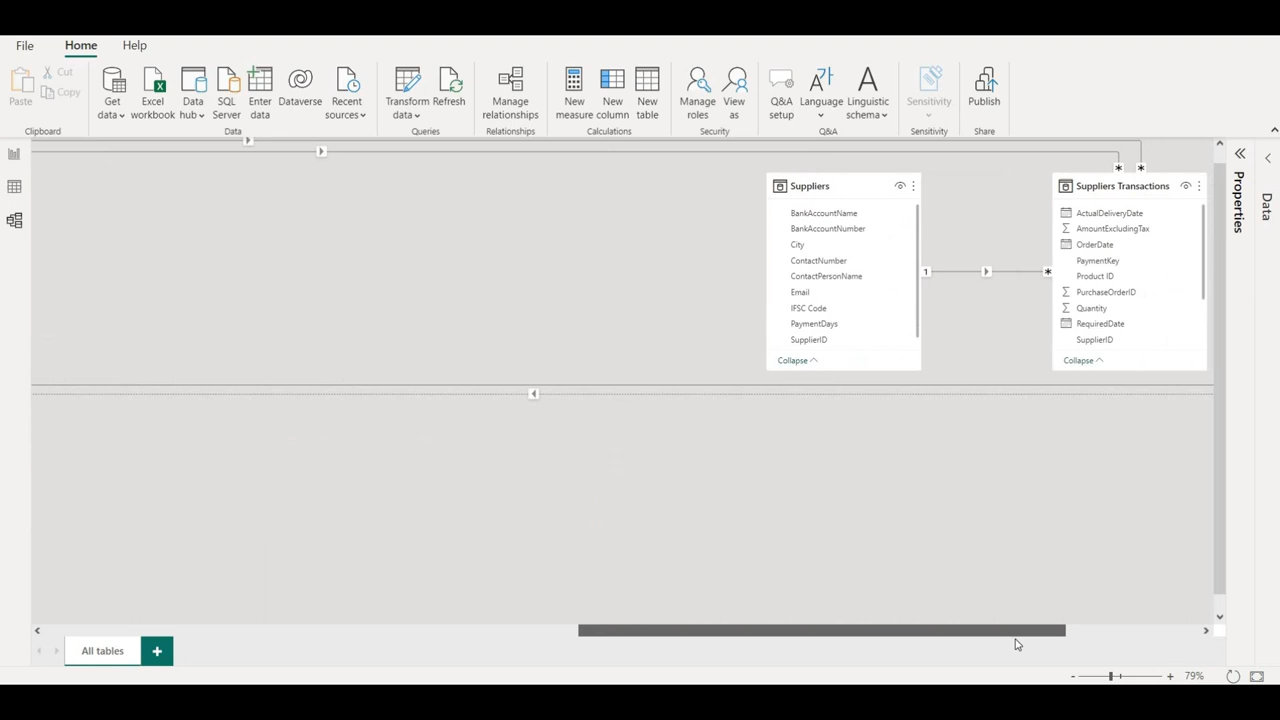 File Home Help
Cut
Paste Copy
Get data
Excel workbook
Data hub
SQL Server
Enter data
Dataverse
Recent sources
Transform data
Refresh
Manage relationships
New measure
New column
New table
Manage roles
View as
Q&A setup
Language
Linguistic schema
Sensitivity
Publish
Clipboard Data Queries Relationships Calculations Security Q&A Sensitivity Share
* *
Suppliers
BankAccountName
BankAccountNumber
City
ContactNumber
ContactPersonName
Email
IFSC Code
PaymentDays
SupplierID
Collapse
1 *
Suppliers Transactions
ActualDeliveryDate
Σ AmountExcludingTax
OrderDate
PaymentKey
Product ID
Σ PurchaseOrderID
Σ Quantity
RequiredDate
SupplierID
Collapse
Properties
Data
All tables +
- + 79%